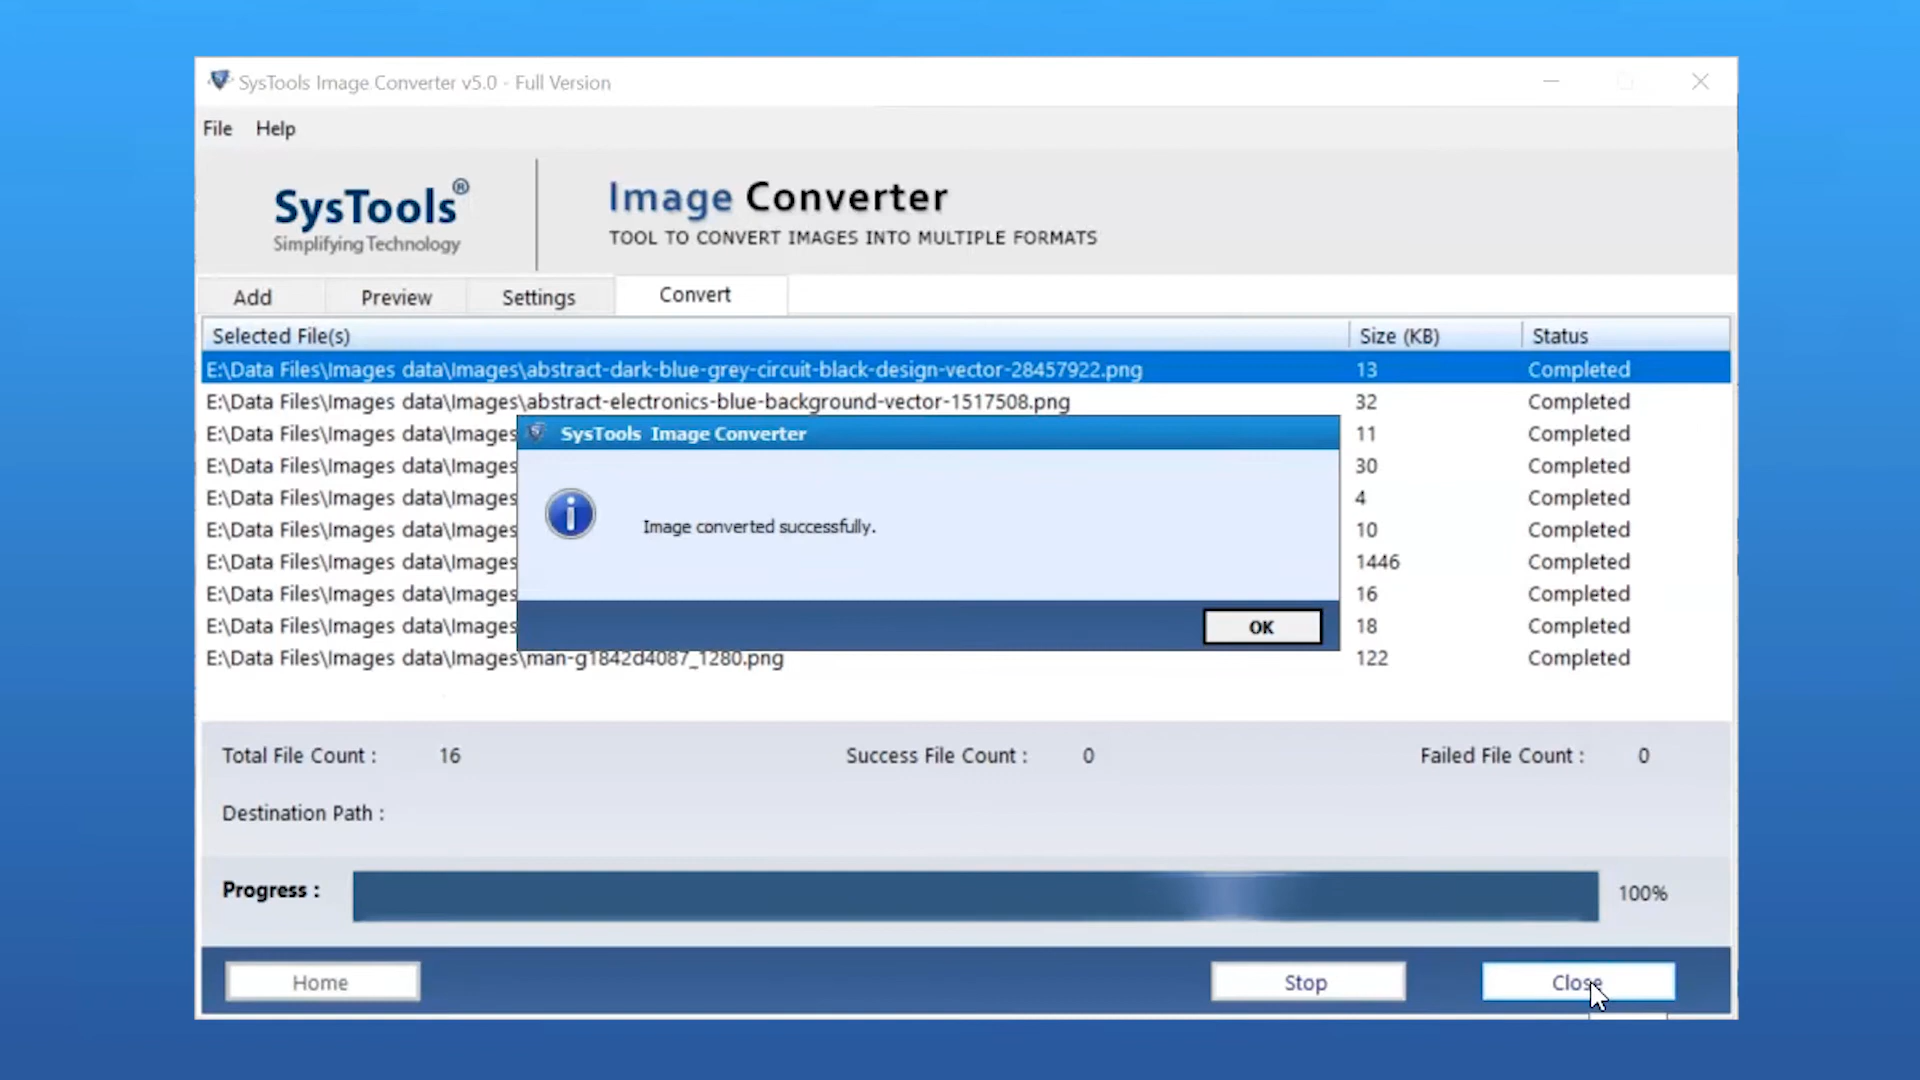 SysTools Image Converter v5.0 - Full Version
File Help
SysTools®
Simplifying Technology
Image Converter
TOOL TO CONVERT IMAGES INTO MULTIPLE FORMATS
Add Preview Settings Convert
Selected File(s) Size (KB) Status
E:\Data Files\Images data\Images\abstract-dark-blue-grey-circuit-black-design-vector-28457922.png 13 Completed
E:\Data Files\Images data\Images\abstract-electronics-blue-background-vector-1517508.png 32 Completed
E:\Data Files\Images data\Images 11 Completed
E:\Data Files\Images data\Images 30 Completed
E:\Data Files\Images data\Images 4 Completed
E:\Data Files\Images data\Images 10 Completed
E:\Data Files\Images data\Images 1446 Completed
E:\Data Files\Images data\Images 16 Completed
E:\Data Files\Images data\Images 18 Completed
E:\Data Files\Images data\Images\man-g1842d4087_1280.png 122 Completed
SysTools Image Converter
Image converted successfully.
OK
Total File Count : 16 Success File Count : 0 Failed File Count : 0
Destination Path :
Progress : 100%
Home Stop Close